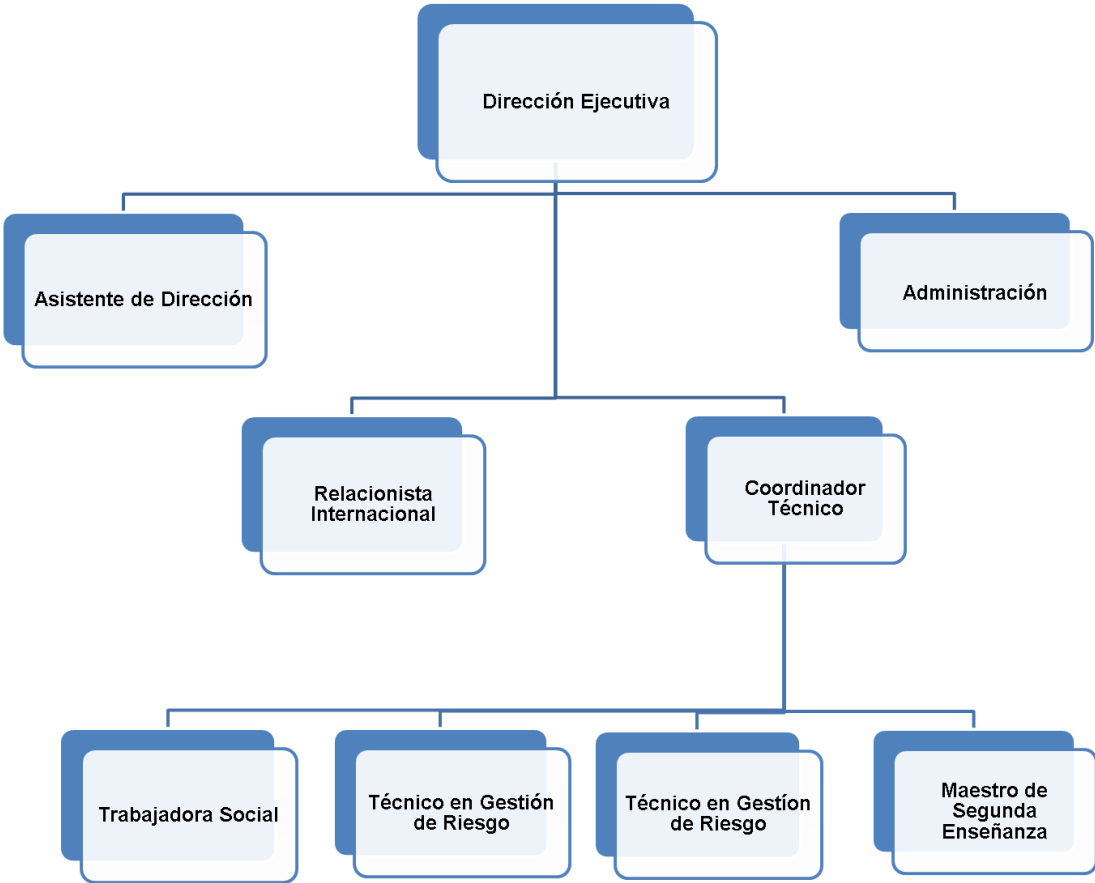 Dirección Ejecutiva
Asistente de Dirección
Administración
Relacionista
Internacional
Coordinador
Técnico
Trabajadora Social
Técnico en Gestión
de Riesgo
Técnico en Gestíon
de Riesgo
Maestro de
Segunda
Enseñanza